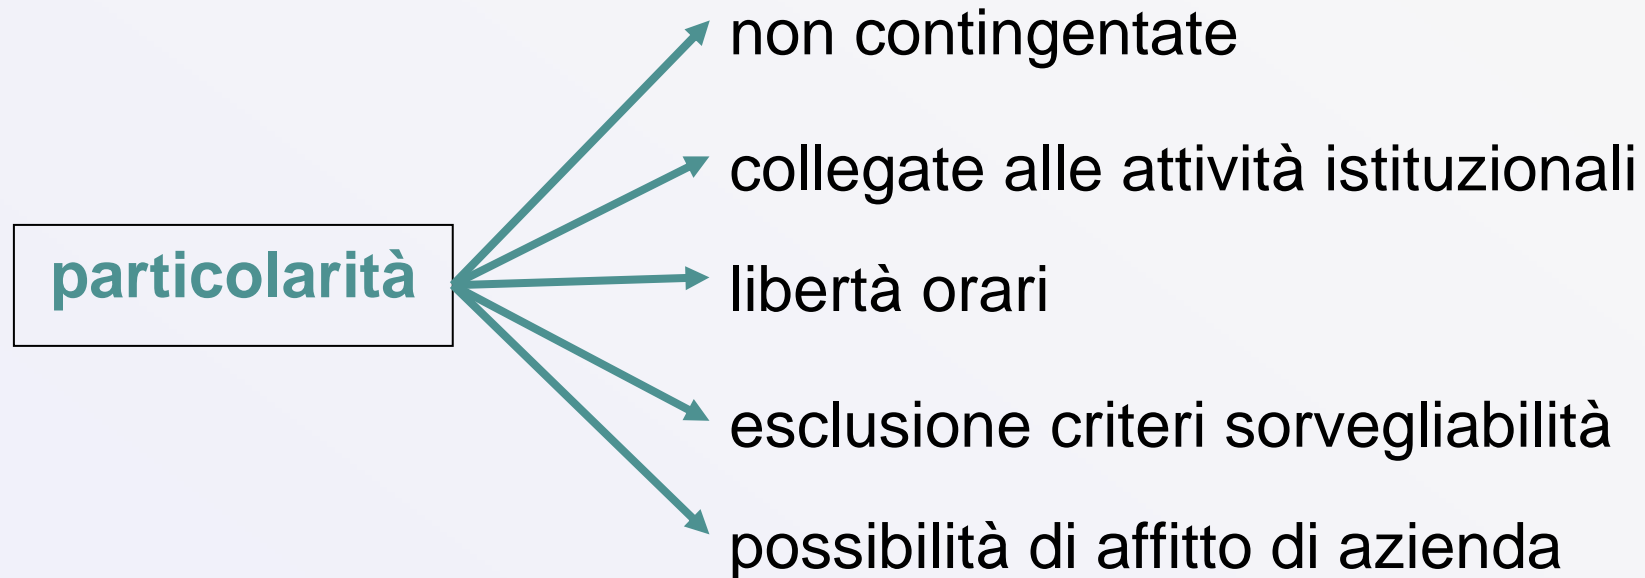 non contingentate
collegate alle attività istituzionali
particolarità
libertà orari
esclusione criteri sorvegliabilità
possibilità di affitto di azienda